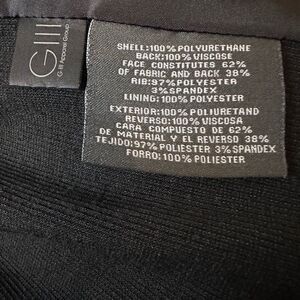 GIII
G-III Apparel Group
SHELL:100% POLYURETHANE
BACK:100% VISCOSE
FACE CONSTITUTES 62%
OF FABRIC AND BACK 38%
RIB:97% POLYESTER
3% SPANDEX
LINING:100% POLYESTER
EXTERIOR:100% POLIURETAND
REVERSO:100% VISCOSA
CARA COMPUESTO DE 62%
DE MATERIAL Y EL REVERSO 38%
TEJIDO:97% POLIESTER 3% SPANDEX
FORRO:100% POLIESTER